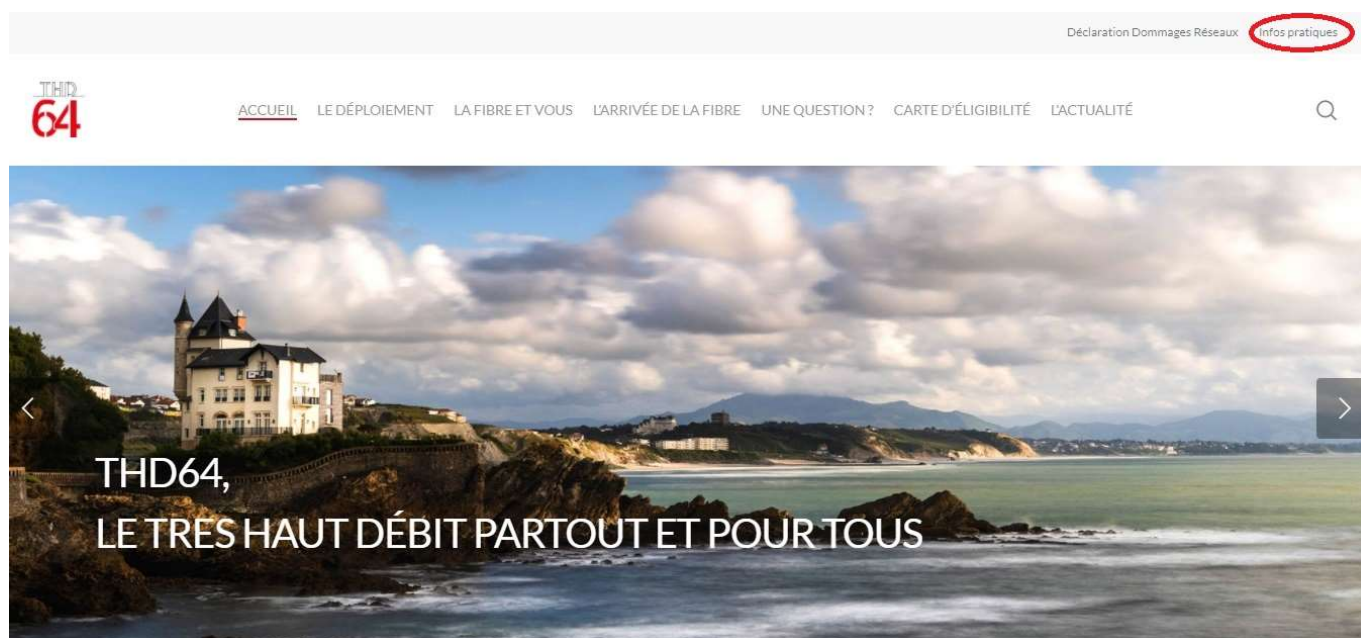 Déclaration Dommages Réseaux Infos pratiques
THD
64
ACCUEIL LE DÉPLOIEMENT LA FIBRE ET VOUS L'ARRIVÉE DE LA FIBRE UNE QUESTION ? CARTE D'ÉLIGIBILITÉ L'ACTUALITÉ
THD64,
LE TRES HAUT DÉBIT PARTOUT ET POUR TOUS